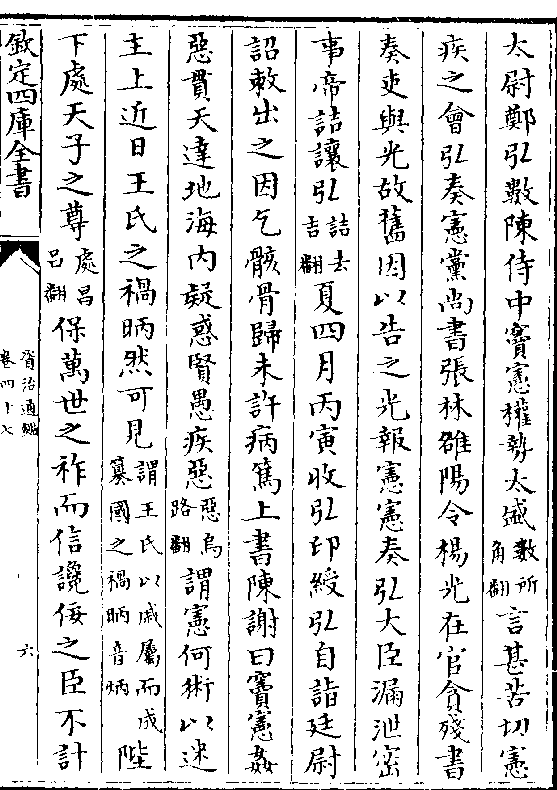 太尉鄭弘數陳侍中竇憲權勢太盛數所角翻言甚苦切憲
疾之會弘奏憲黨尚書張林雒陽令楊光在官貪殘書
奏吏與光故舊因以告之光報憲憲奏弘大臣漏泄宻
事帝詰讓弘詰去吉翻夏四月丙寅收弘印綬弘自詣廷尉
詔敕出之因乞骸骨歸未許病篤上書陳謝曰竇憲姦
惡貫天達地海内疑惑賢愚疾惡惡烏路翻謂憲何術以迷
主上近日王氏之禍昞然可見謂王氏以戚屬而成簒國之禍昞音炳陛
下處天子之尊處昌吕翻保萬世之祚而信讒佞之臣不計
欽定四庫全書
資治通鑑
卷四十七
六